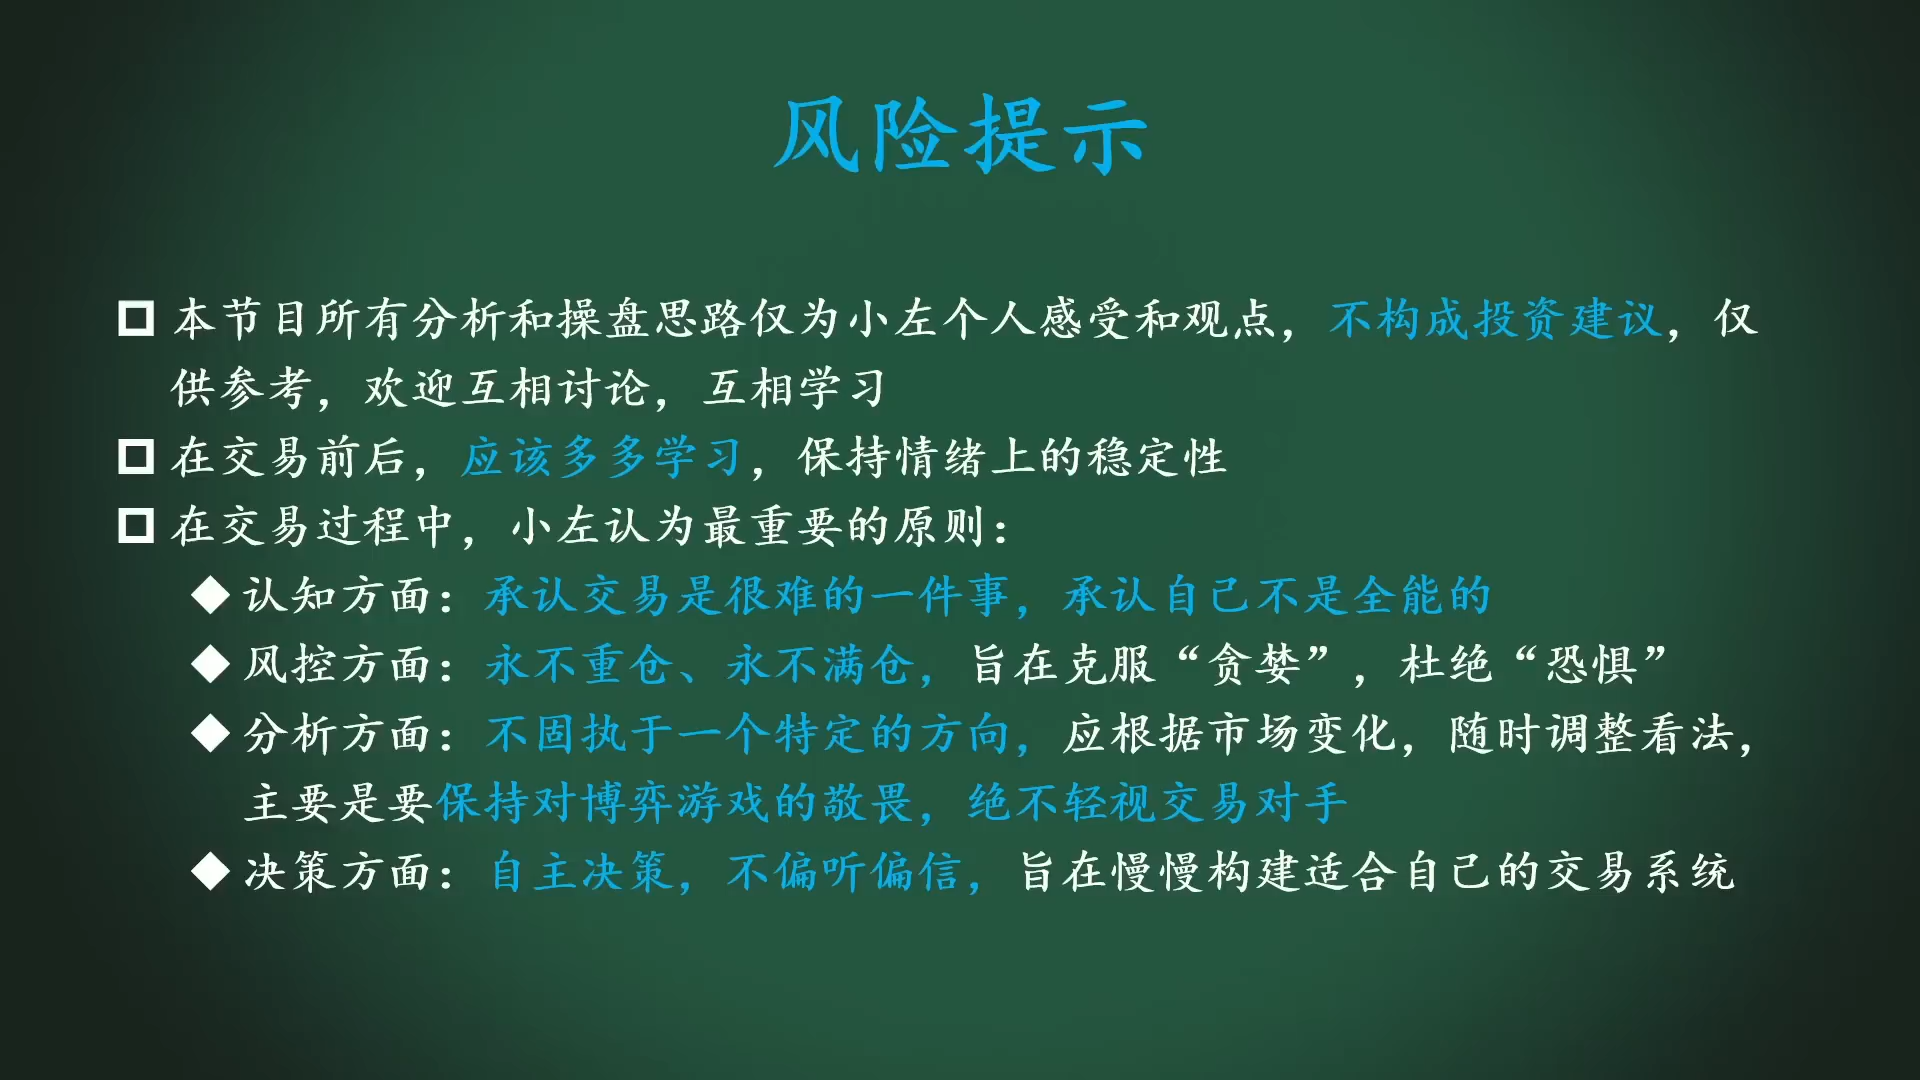 风险提示
本节目所有分析和操盘思路仅为小左个人感受和观点，不构成投资建议，仅
供参考，欢迎互相讨论，互相学习
在交易前后，应该多多学习，保持情绪上的稳定性
在交易过程中，小左认为最重要的原则：
认知方面：承认交易是很难的一件事，承认自己不是全能的
风控方面：永不重仓、永不满仓，旨在克服“贪婪”，杜绝“恐惧”
分析方面：不固执于一个特定的方向，应根据市场变化，随时调整看法，
主要是要保持对博弈游戏的敬畏，绝不轻视交易对手
决策方面：自主决策，不偏听偏信，旨在慢慢构建适合自己的交易系统